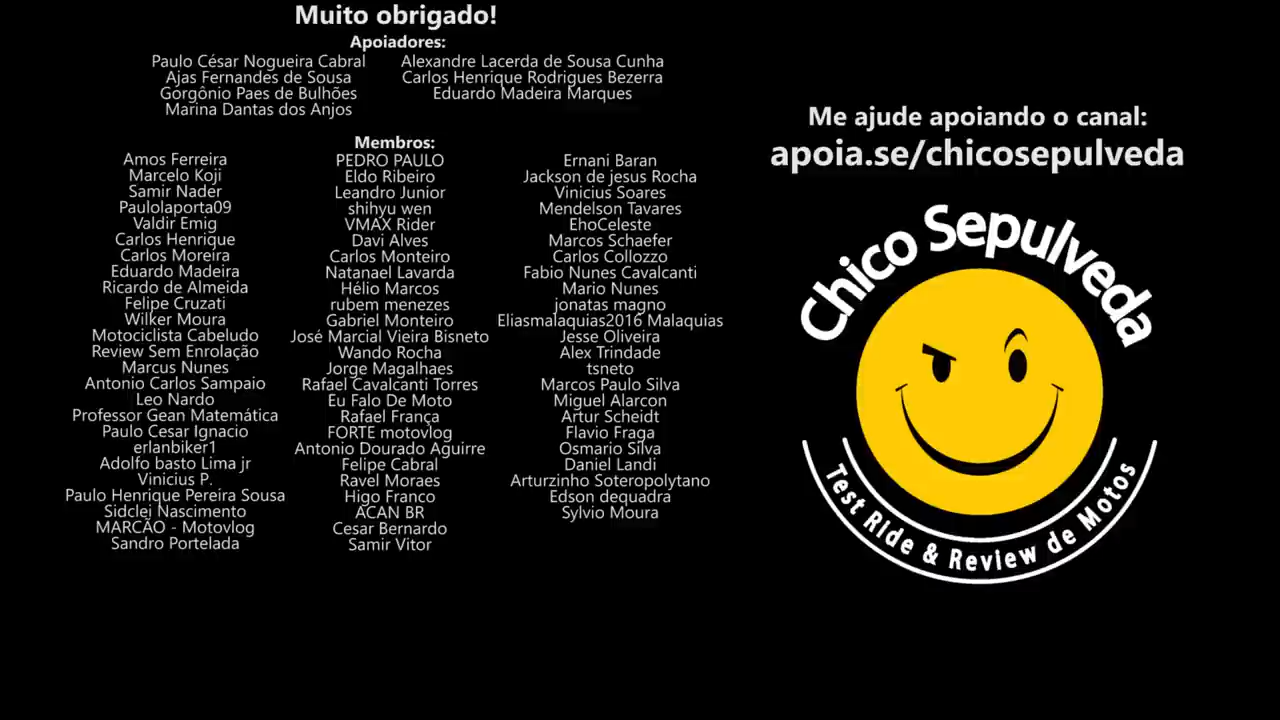 Muito obrigado!
Apoiadores:
Paulo César Nogueira Cabral
Ajas Fernandes de Sousa
Gorgônio Paes de Bulhões
Marina Dantas dos Anjos
Alexandre Lacerda de Sousa Cunha
Carlos Henrique Rodrigues Bezerra
Eduardo Madeira Marques
Membros:
Amos Ferreira
Marcelo Koji
Samir Nader
Paulolaporta09
Valdir Emig
Carlos Henrique
Carlos Moreira
Eduardo Madeira
Ricardo de Almeida
Felipe Cruzati
Wilker Moura
Motociclista Cabeludo
Review Sem Enrolação
Marcus Nunes
Antonio Carlos Sampaio
Leo Nardo
Professor Gean Matemática
Paulo Cesar Ignacio
erlanbiker1
Adolfo basto Lima jr
Vinicius P.
Paulo Henrique Pereira Sousa
Sidclei Nascimento
MARCÃO - Motovlog
Sandro Portelada
PEDRO PAULO
Eldo Ribeiro
Leandro Junior
shihyu wen
VMAX Rider
Davi Alves
Carlos Monteiro
Natanael Lavarda
Hélio Marcos
rubem menezes
Gabriel Monteiro
José Marcial Vieira Bisneto
Wando Rocha
Jorge Magalhaes
Rafael Cavalcanti Torres
Eu Falo De Moto
Rafael França
FORTE motovlog
Antonio Dourado Aguirre
Felipe Cabral
Ravel Moraes
Higo Franco
ACAN BR
Cesar Bernardo
Samir Vitor
Ernani Baran
Jackson de jesus Rocha
Vinicius Soares
Mendelson Tavares
EhoCeleste
Marcos Schaefer
Carlos Collozzo
Fabio Nunes Cavalcanti
Mario Nunes
jonatas magno
Eliasmalaquias2016 Malaquias
Jesse Oliveira
Alex Trindade
tsneto
Marcos Paulo Silva
Miguel Alarcon
Artur Scheidt
Flavio Fraga
Osmario Silva
Daniel Landi
Arturzinho Soteropolytano
Edson dequadra
Sylvio Moura
Me ajude apoiando o canal:
apoia.se/chicosepulveda
Chico Sepulveda
Test Ride & Review de Motos